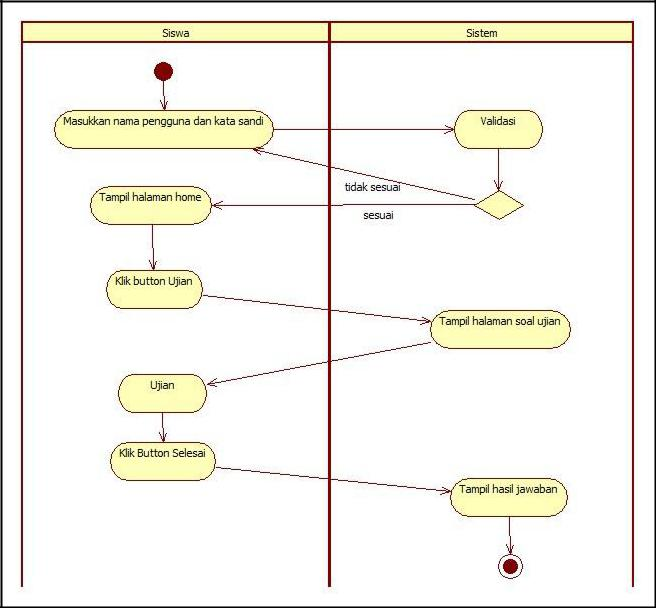 Siswa
Sistem
Masukkan nama pengguna dan kata sandi
Validasi
tidak sesuai
Tampil halaman home
sesuai
Klik button Ujian
Tampil halaman soal ujian
Ujian
Klik Button Selesai
Tampil hasil jawaban